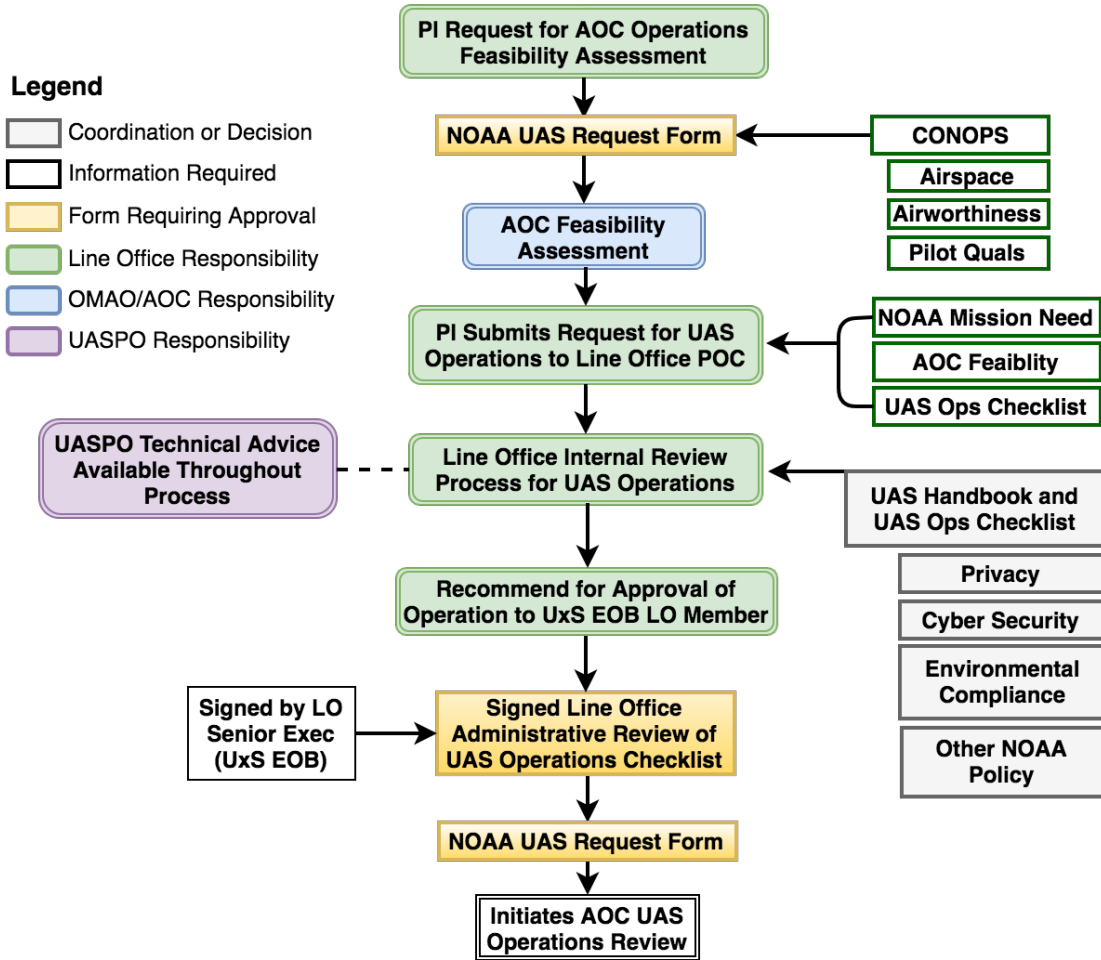 PI Request for AOC Operations
Feasibility Assessment
Legend
Coordination or Decision
Information Required
Form Requiring Approval
Line Office Responsibility
OMAO/AOC Responsibility
UASPO Responsibility
NOAA UAS Request Form
CONOPS
Airspace
Airworthiness
Pilot Quals
AOC Feasibility
Assessment
PI Submits Request for UAS
Operations to Line Office POC
NOAA Mission Need
AOC Feaiblity
UAS Ops Checklist
UASPO Technical Advice
Available Throughout
Process
Line Office Internal Review
Process for UAS Operations
UAS Handbook and
UAS Ops Checklist
Privacy
Cyber Security
Environmental
Compliance
Other NOAA
Policy
Recommend for Approval of
Operation to UxS EOB LO Member
Signed by LO
Senior Exec
(UxS EOB)
Signed Line Office
Administrative Review of
UAS Operations Checklist
NOAA UAS Request Form
Initiates AOC UAS
Operations Review